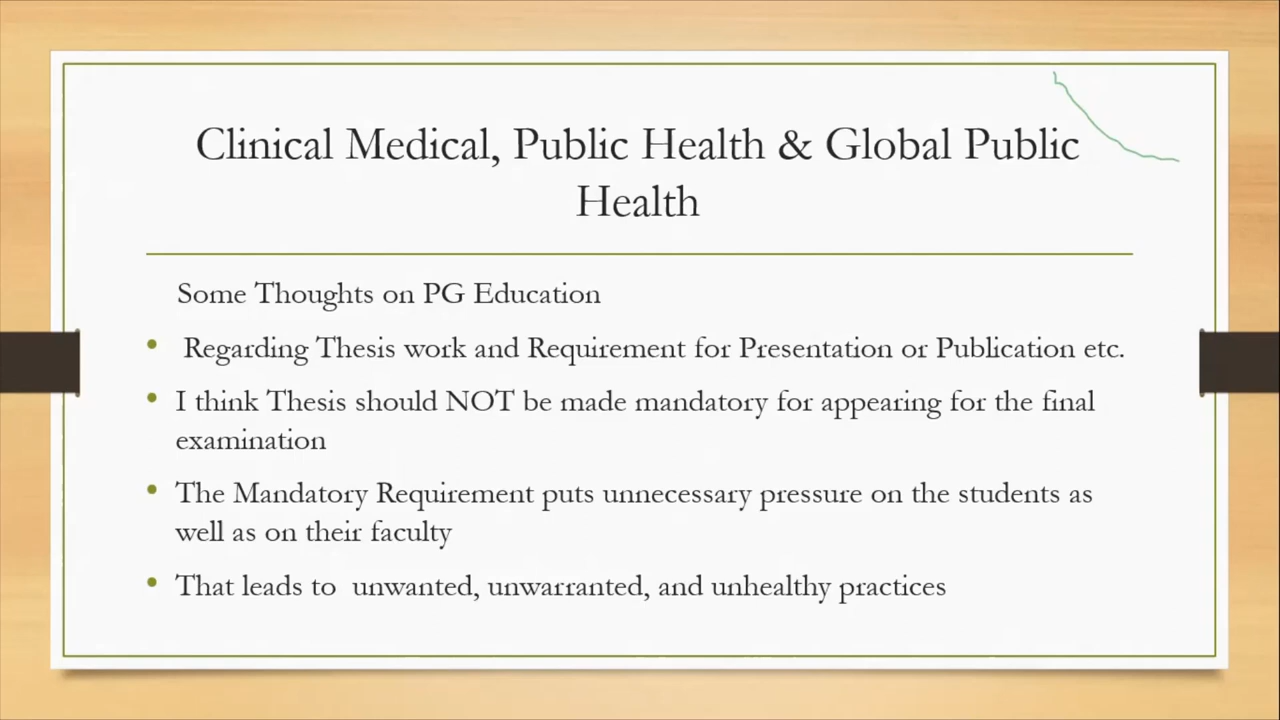 Clinical Medical, Public Health & Global Public
Health
Some Thoughts on PG Education
• Regarding Thesis work and Requirement for Presentation or Publication etc.
• I think Thesis should NOT be made mandatory for appearing for the final
examination
• The Mandatory Requirement puts unnecessary pressure on the students as
well as on their faculty
• That leads to  unwanted, unwarranted, and unhealthy practices